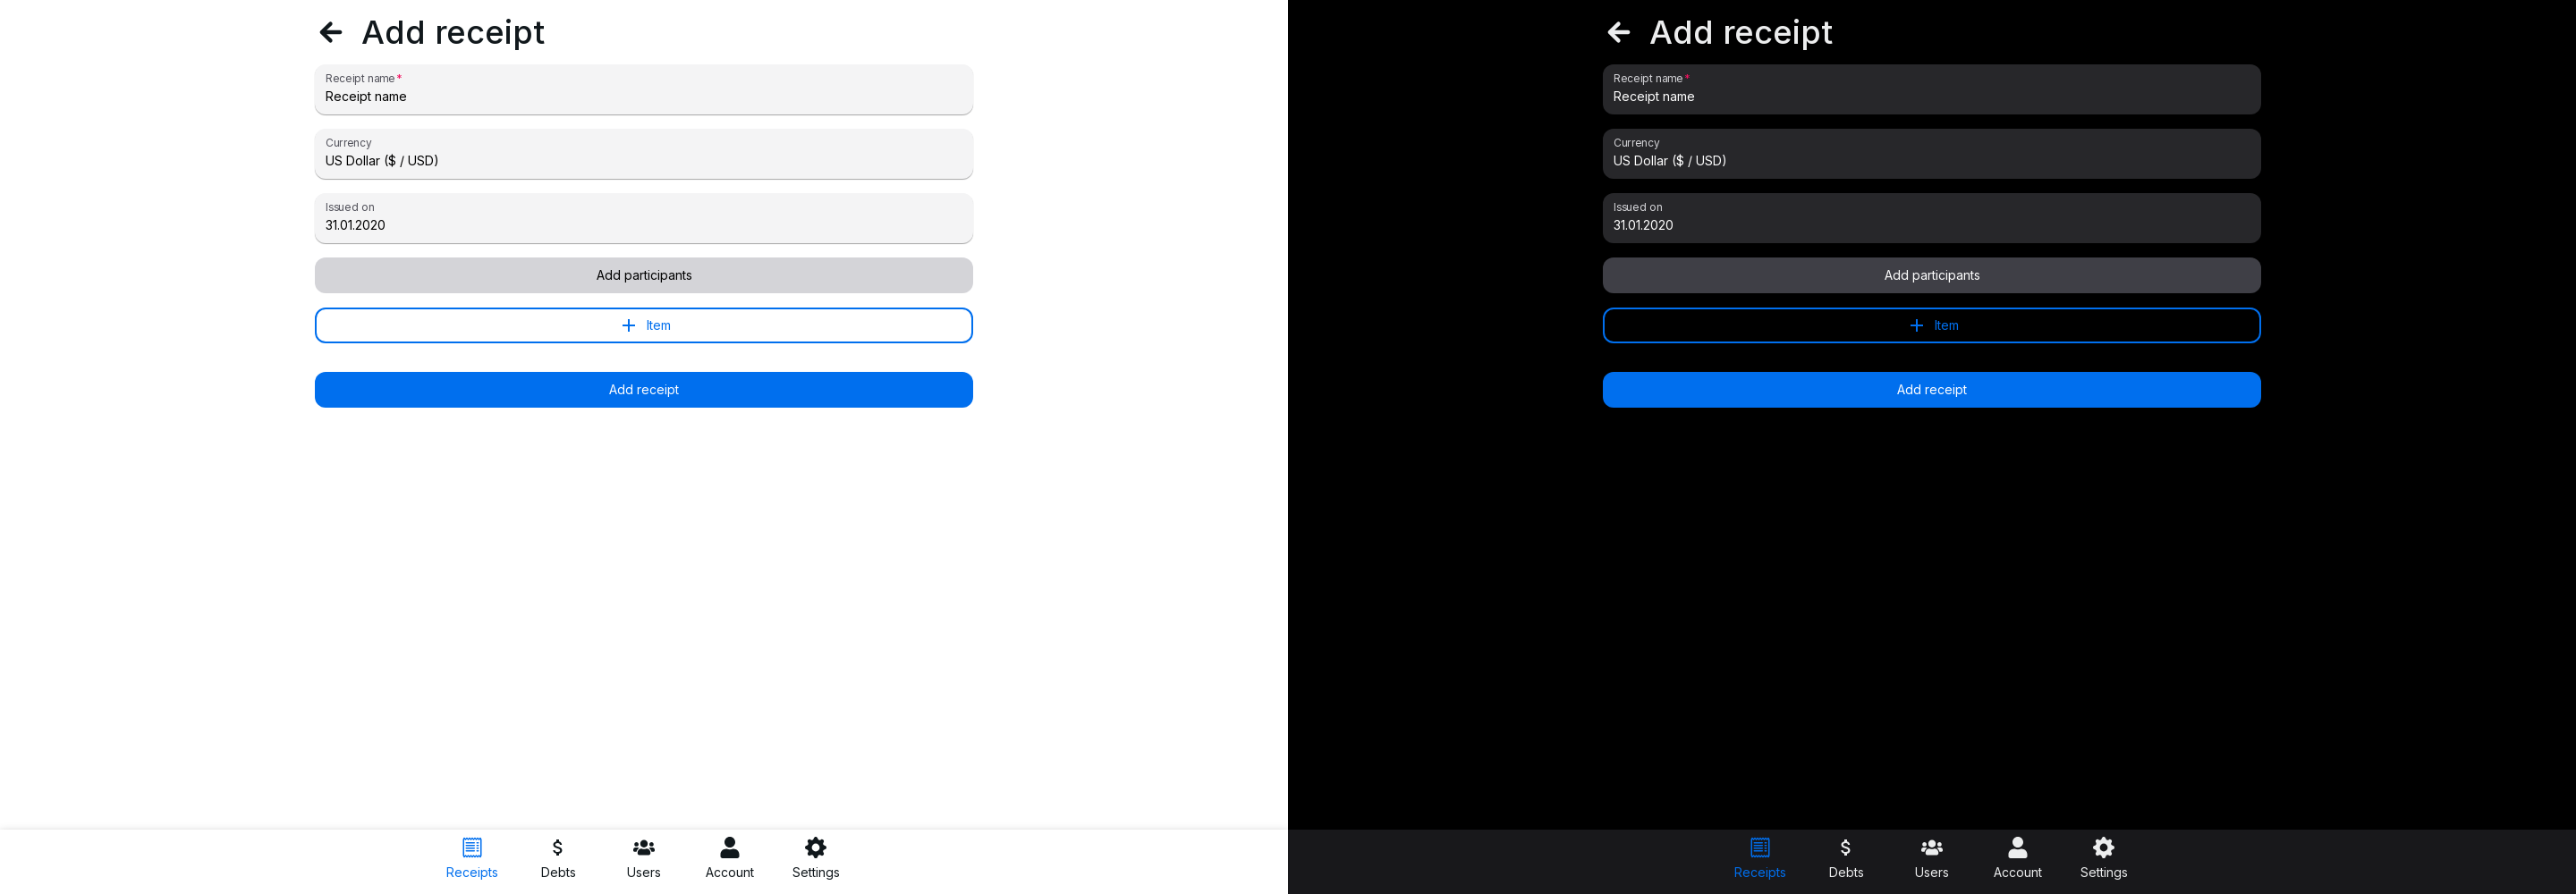 Add receipt
Receipt name*
Receipt name
Currency
US Dollar ($ / USD)
Issued on
31.01.2020
Add participants
+ Item
Add receipt
Receipts
$ Debts
Users
Account
Settings
Add receipt
Receipt name*
Receipt name
Currency
US Dollar ($ / USD)
Issued on
31.01.2020
Add participants
+ Item
Add receipt
Receipts
$ Debts
Users
Account
Settings